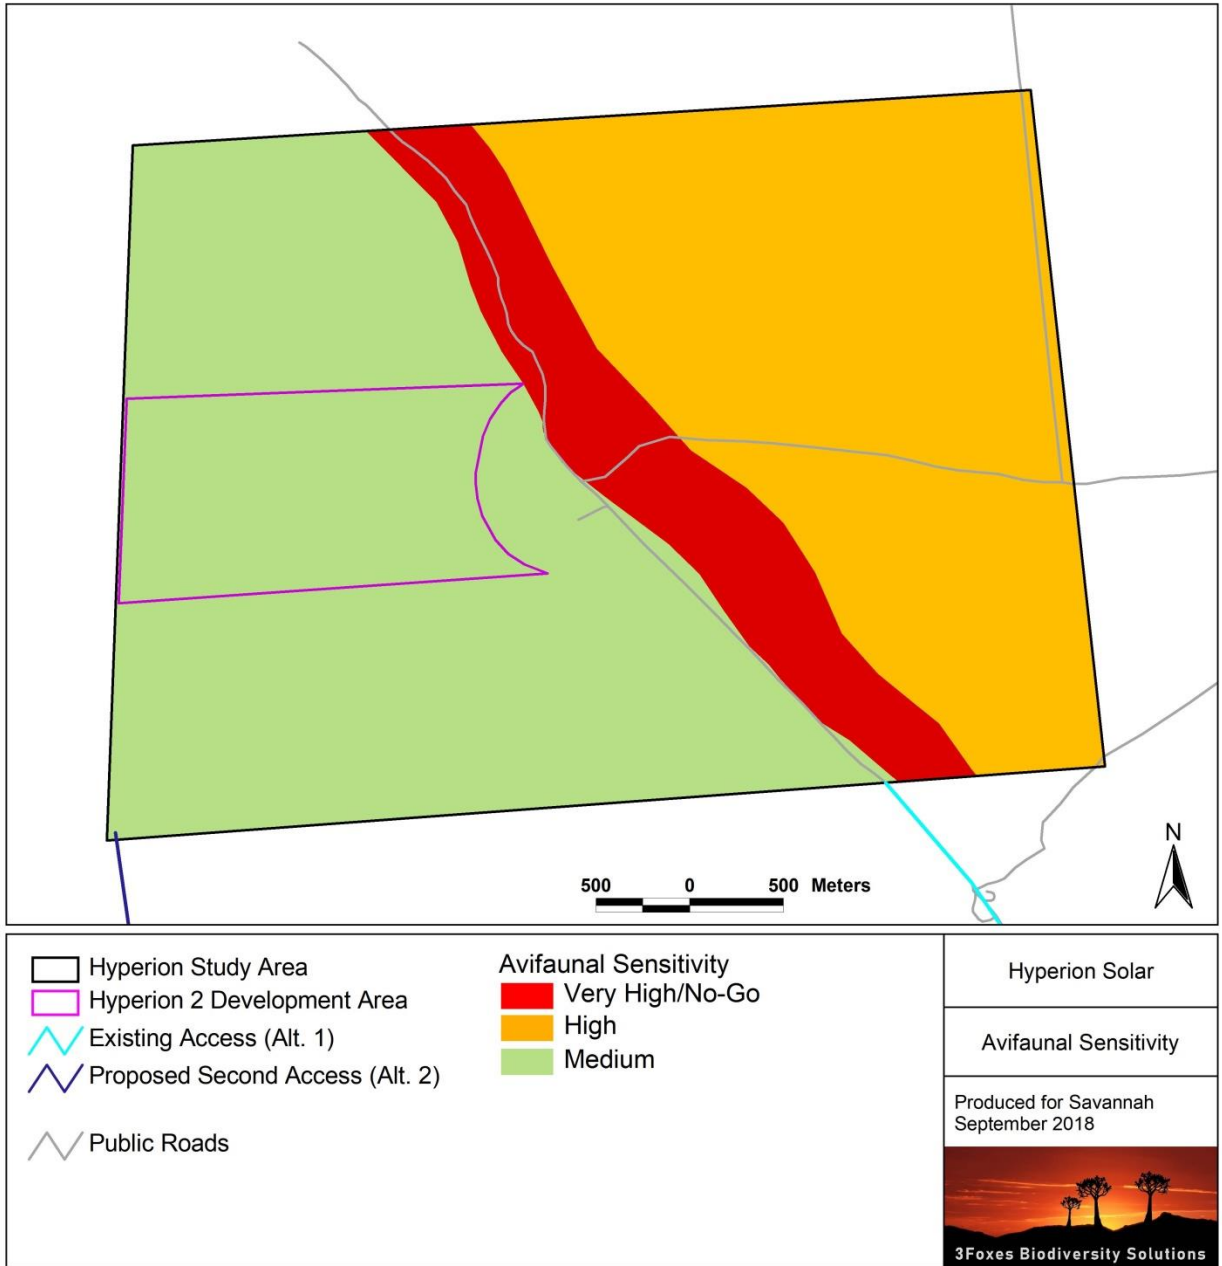 N
500 0 500 Meters
Hyperion Study Area
Hyperion 2 Development Area
Existing Access (Alt. 1)
Proposed Second Access (Alt. 2)
Public Roads
Avifaunal Sensitivity
Very High/No-Go
High
Medium
Hyperion Solar
Avifaunal Sensitivity
Produced for Savannah
September 2018
3Foxes Biodiversity Solutions